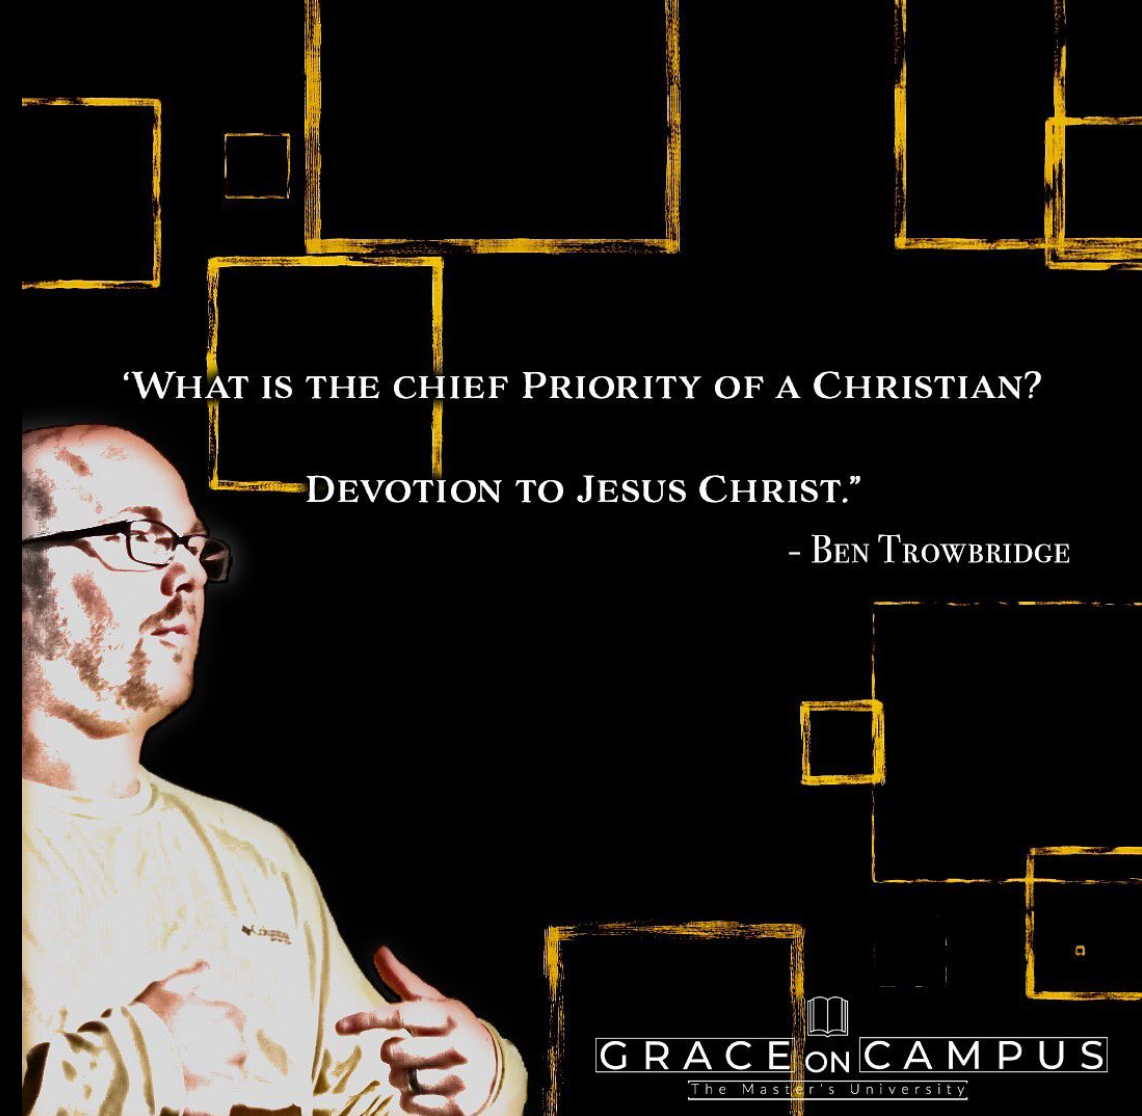 ‘What is the chief Priority of a Christian?
Devotion to Jesus Christ.”
- Ben Trowbridge
Columbia
GRACE ON CAMPUS
The Master's University